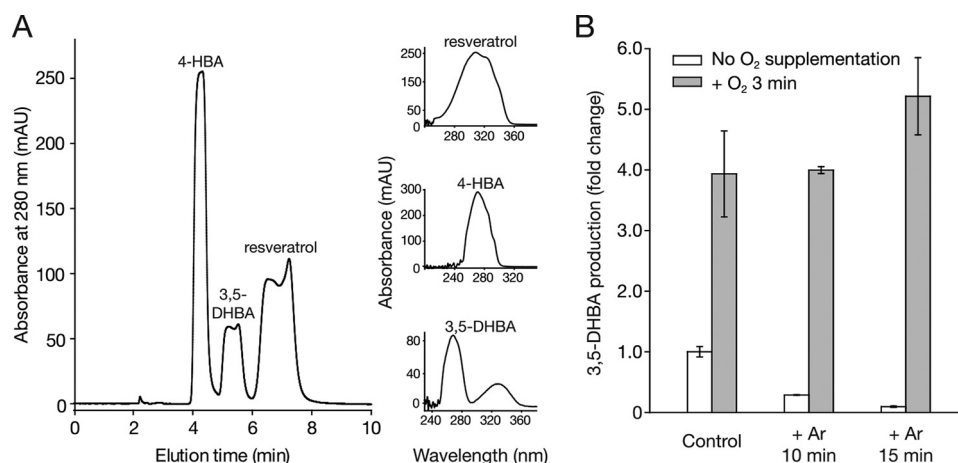 A
Absorbance at 280 nm (mAU)
250
200
150
100
50
0
4-HBA
3,5-
DHBA
resveratrol
0 2 4 6 8 10
Elution time (min)
Absorbance (mAU)
resveratrol
250
150
50
0
280 320 360
4-HBA
300
200
100
0
240 280 320
3,5-DHBA
80
40
0
240 280 320 360
Wavelength (nm)
B
3,5-DHBA production (fold change)
6.0
5.0
4.0
3.0
2.0
1.0
0
No O₂ supplementation
+ O₂ 3 min
Control
+ Ar
10 min
+ Ar
15 min